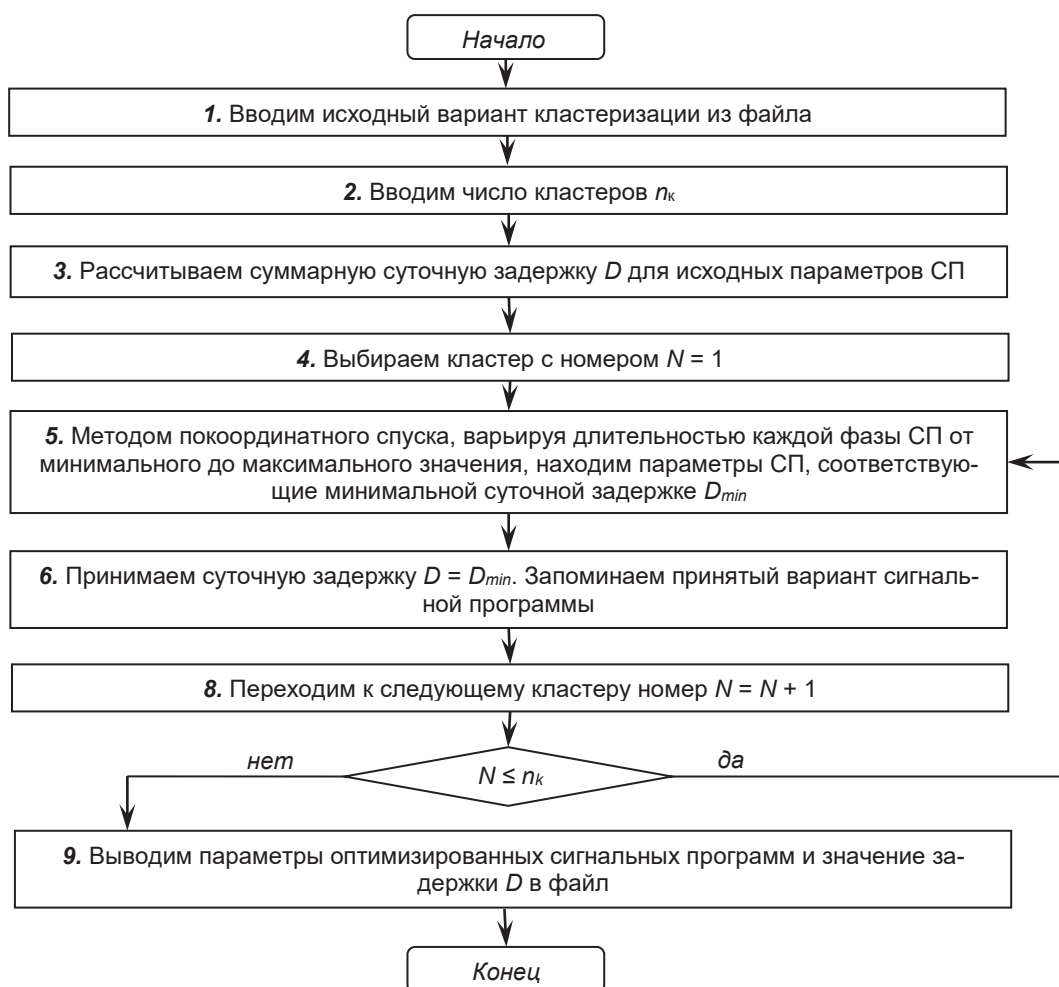 Начало
1. Вводим исходный вариант кластеризации из файла
2. Вводим число кластеров nк
3. Рассчитываем суммарную суточную задержку D для исходных параметров СП
4. Выбираем кластер с номером N = 1
5. Методом покоординатного спуска, варьируя длительностью каждой фазы СП от
минимального до максимального значения, находим параметры СП, соответствую-
щие минимальной суточной задержке Dmin
6. Принимаем суточную задержку D = Dmin. Запоминаем принятый вариант сигналь-
ной программы
8. Переходим к следующему кластеру номер N = N + 1
нет
N ≤ nk
да
9. Выводим параметры оптимизированных сигнальных программ и значение за-
держки D в файл
Конец